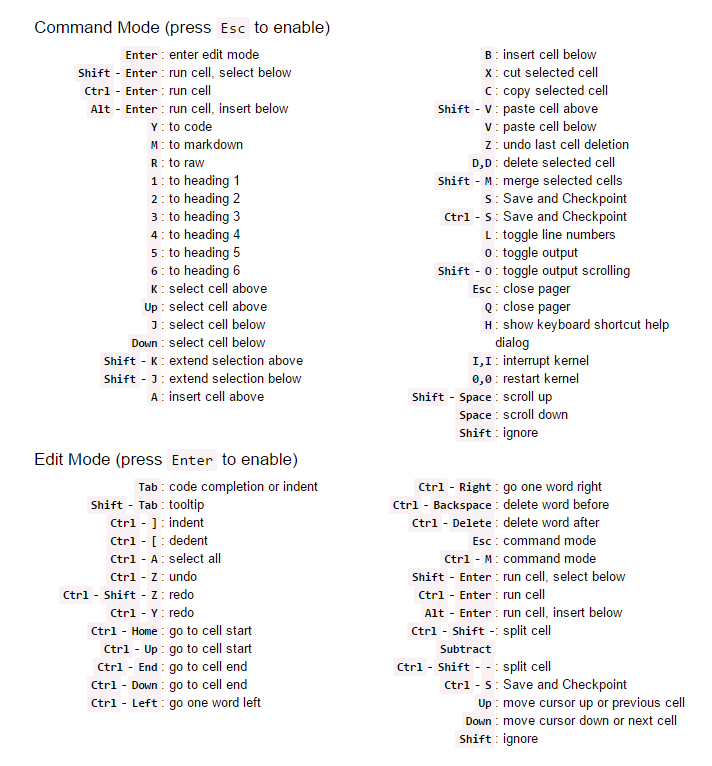 Command Mode (press Esc to enable)
Enter : enter edit mode
Shift - Enter : run cell, select below
Ctrl - Enter : run cell
Alt - Enter : run cell, insert below
Y : to code
M : to markdown
R : to raw
1 : to heading 1
2 : to heading 2
3 : to heading 3
4 : to heading 4
5 : to heading 5
6 : to heading 6
K : select cell above
Up : select cell above
J : select cell below
Down : select cell below
Shift - K : extend selection above
Shift - J : extend selection below
A : insert cell above
B : insert cell below
X : cut selected cell
C : copy selected cell
Shift - V : paste cell above
V : paste cell below
Z : undo last cell deletion
D,D : delete selected cell
Shift - M : merge selected cells
S : Save and Checkpoint
Ctrl - S : Save and Checkpoint
L : toggle line numbers
O : toggle output
Shift - O : toggle output scrolling
Esc : close pager
Q : close pager
H : show keyboard shortcut help
dialog
I,I : interrupt kernel
0,0 : restart kernel
Shift - Space : scroll up
Space : scroll down
Shift : ignore
Edit Mode (press Enter to enable)
Tab : code completion or indent
Shift - Tab : tooltip
Ctrl - ] : indent
Ctrl - [ : dedent
Ctrl - A : select all
Ctrl - Z : undo
Ctrl - Shift - Z : redo
Ctrl - Y : redo
Ctrl - Home : go to cell start
Ctrl - Up : go to cell start
Ctrl - End : go to cell end
Ctrl - Down : go to cell end
Ctrl - Left : go one word left
Ctrl - Right : go one word right
Ctrl - Backspace : delete word before
Ctrl - Delete : delete word after
Esc : command mode
Ctrl - M : command mode
Shift - Enter : run cell, select below
Ctrl - Enter : run cell
Alt - Enter : run cell, insert below
Ctrl - Shift - : split cell
Subtract
Ctrl - Shift - - : split cell
Ctrl - S : Save and Checkpoint
Up : move cursor up or previous cell
Down : move cursor down or next cell
Shift : ignore